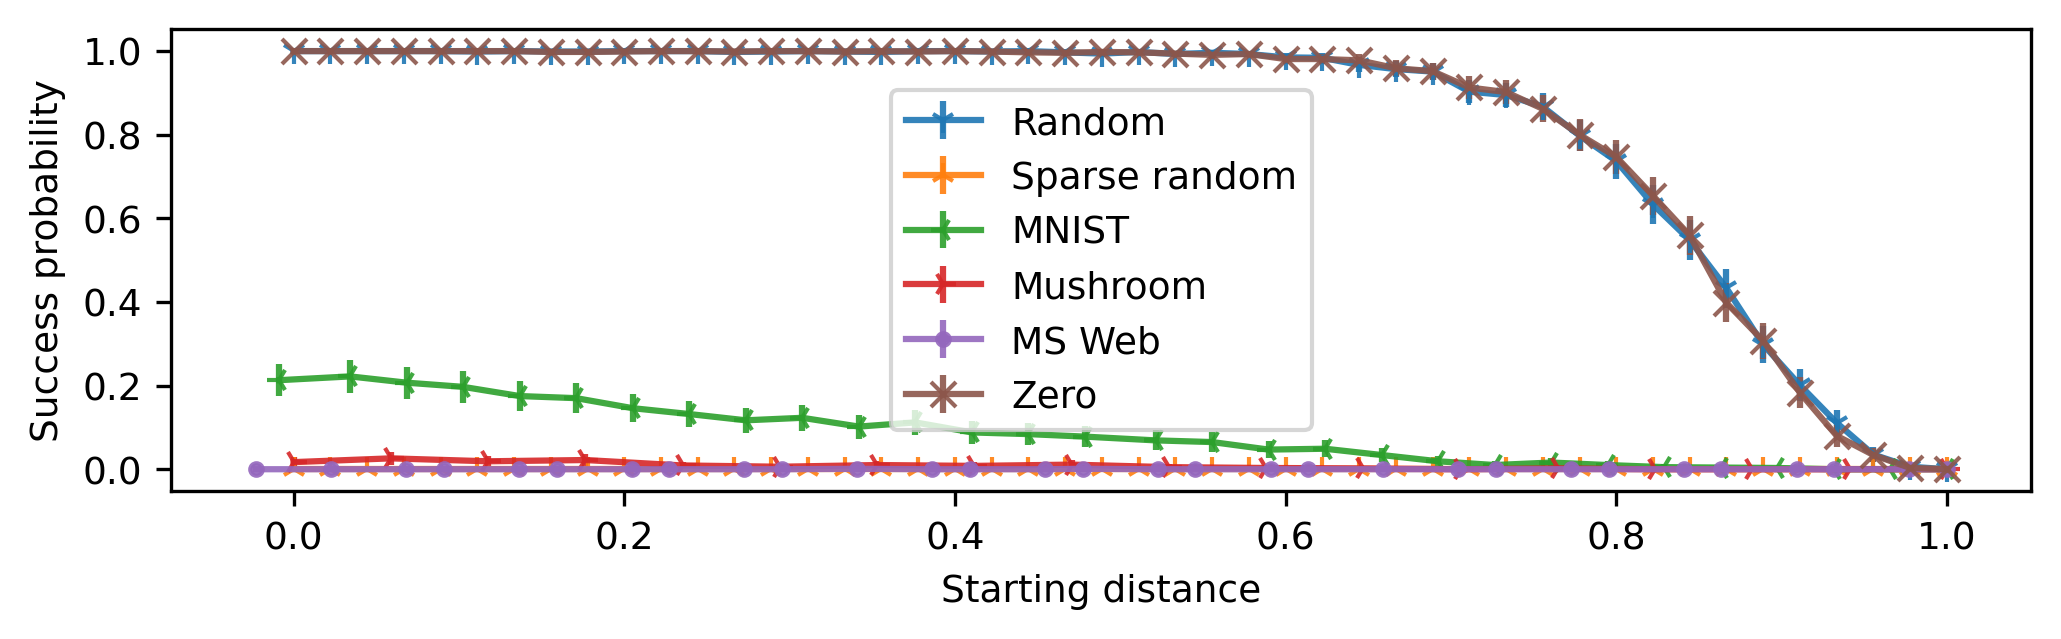 Success probability
1.0
0.8
0.6
0.4
0.2
0.0
Random
Sparse random
MNIST
Mushroom
MS Web
Zero
0.0 0.2 0.4 0.6 0.8 1.0
Starting distance